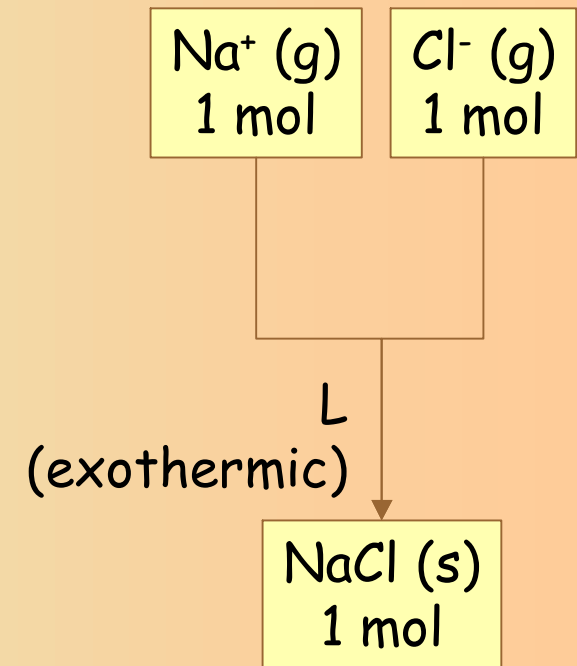 Na⁺ (g)
1 mol
Cl⁻ (g)
1 mol
L
(exothermic)
NaCl (s)
1 mol